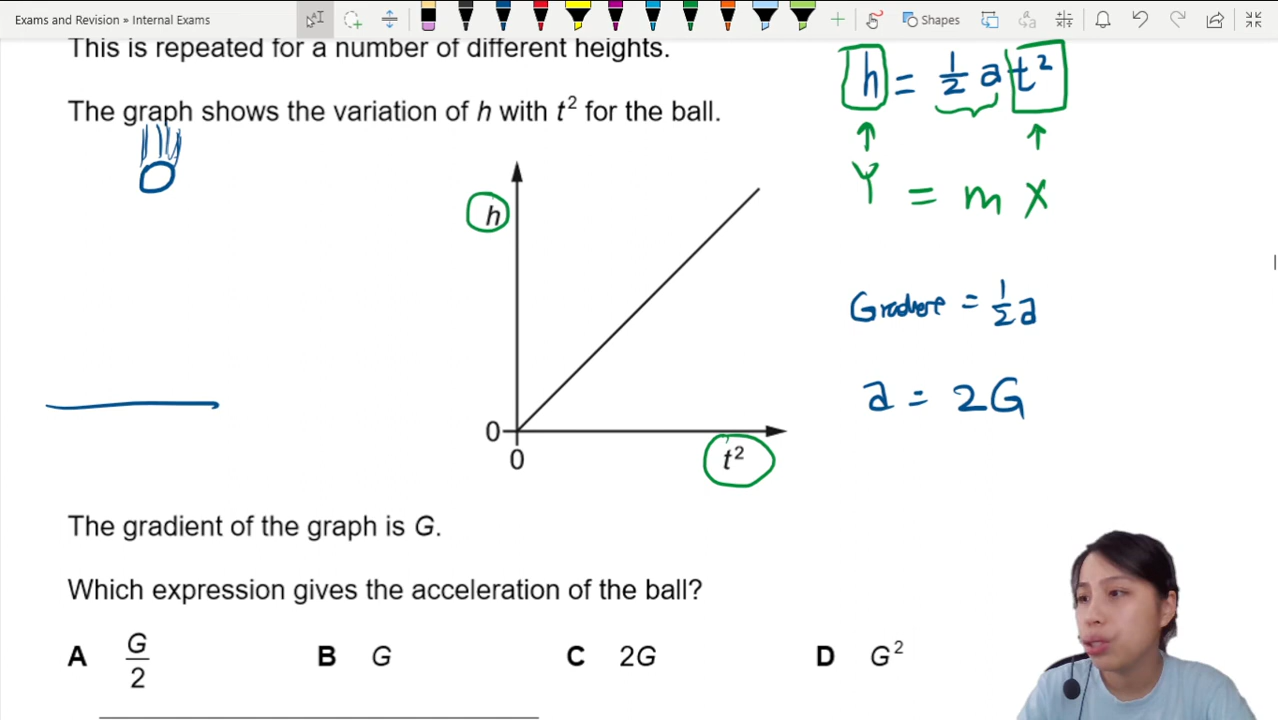 Exams and Revision » Internal Exams
Shapes
This is repeated for a number of different heights.
The graph shows the variation of h with t² for the ball.
h = ½ a t²
Y = m X
h
Gradient = ½ a
a = 2G
0
0
t²
The gradient of the graph is G.
Which expression gives the acceleration of the ball?
A G/2 B G C 2G D G²